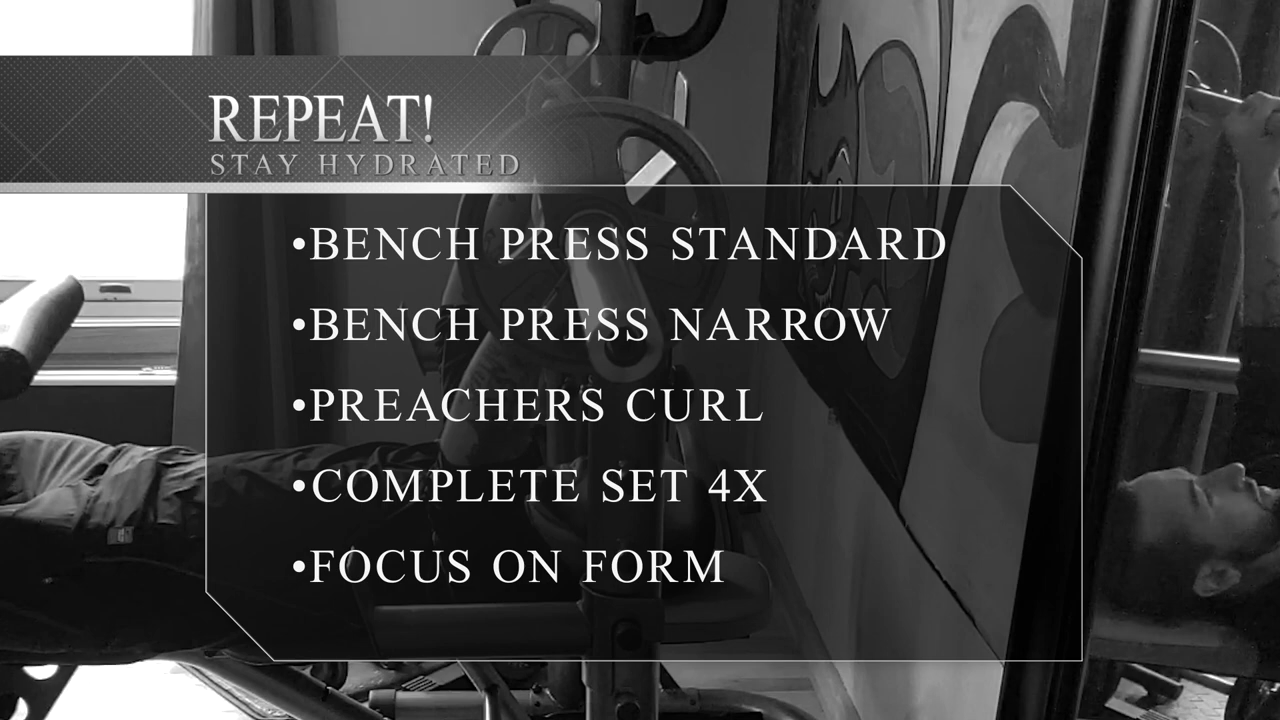 REPEAT!
STAY HYDRATED
•BENCH PRESS STANDARD
•BENCH PRESS NARROW
•PREACHERS CURL
•COMPLETE SET 4X
•FOCUS ON FORM